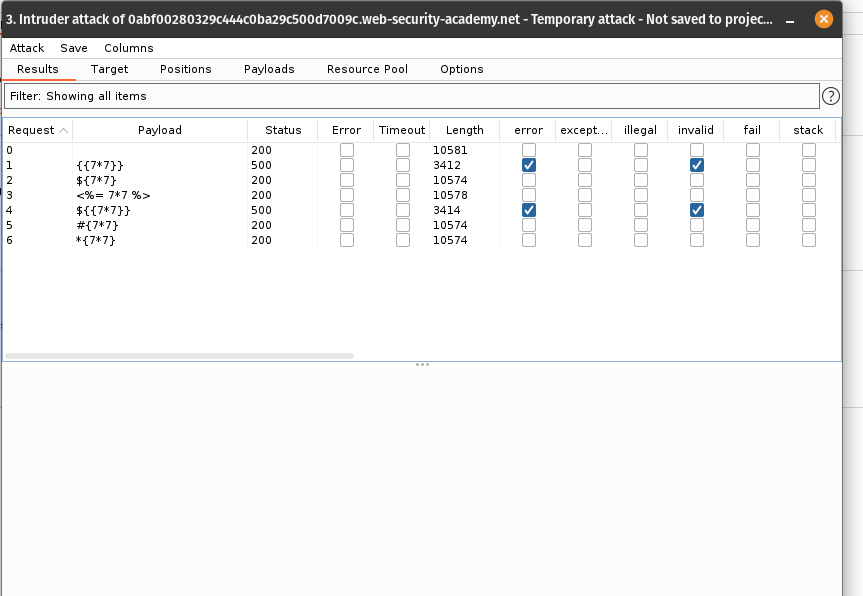 3. Intruder attack of 0abf00280329c444c0ba29c500d7009c.web-security-academy.net - Temporary attack - Not saved to projec...
Attack Save Columns
Results Target Positions Payloads Resource Pool Options
Filter: Showing all items ?
Request Payload Status Error Timeout Length error except... illegal invalid fail stack
0 200 10581
1 {{7*7}} 500 3412
2 ${7*7} 200 10574
3 <%= 7*7 %> 200 10578
4 ${{7*7}} 500 3414
5 #{7*7} 200 10574
6 *{7*7} 200 10574